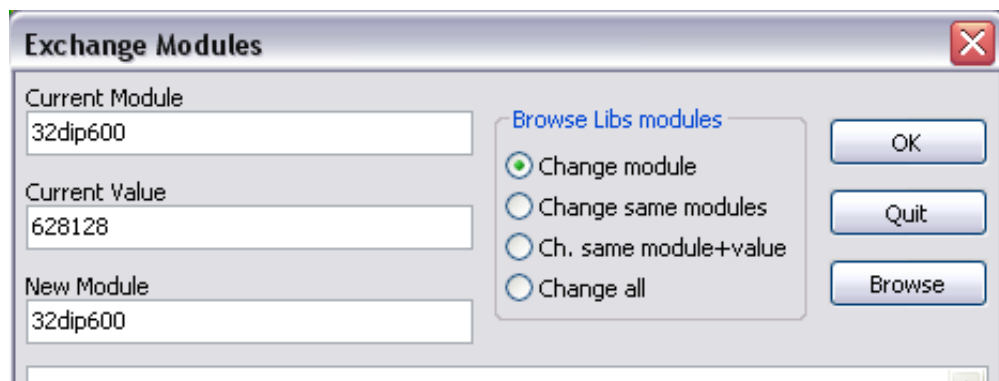 Exchange Modules
Current Module
32dip600
Current Value
628128
New Module
32dip600
Browse Libs modules
Change module
Change same modules
Ch. same module+value
Change all
OK
Quit
Browse